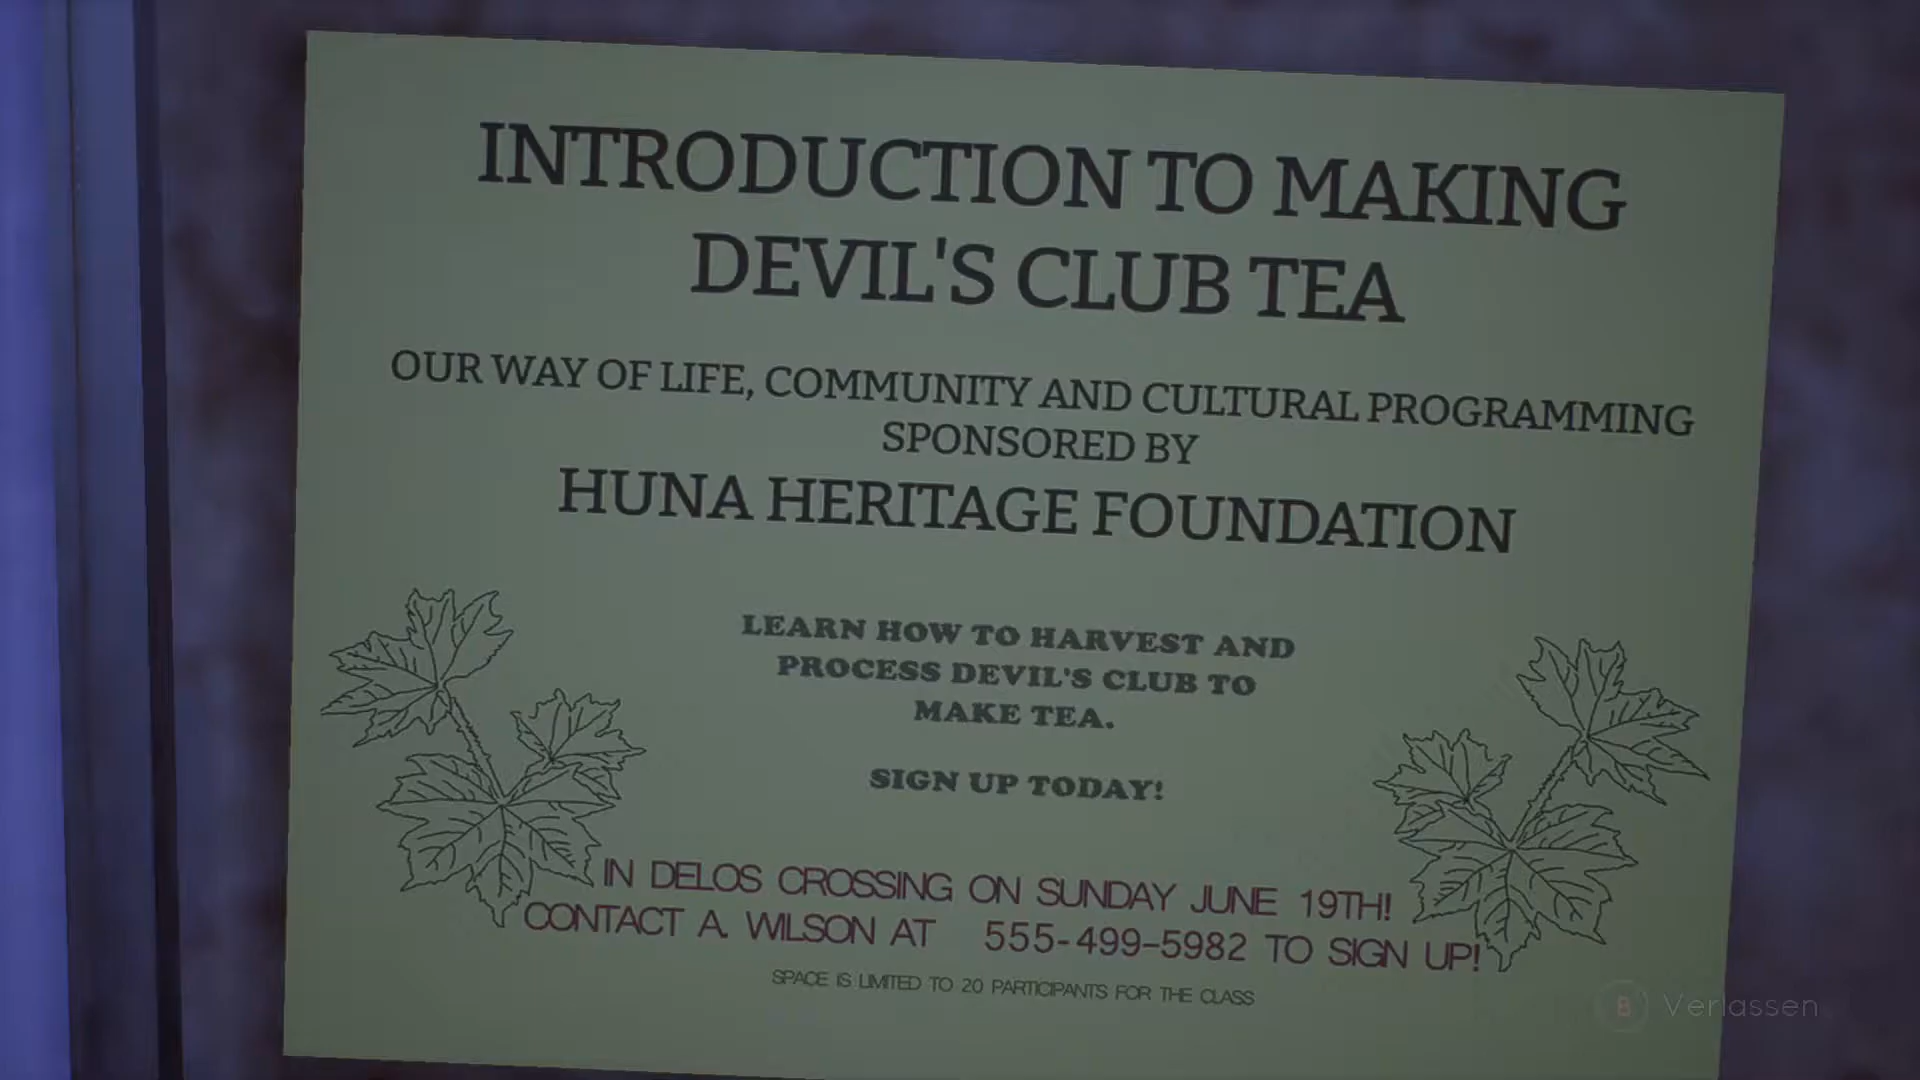 INTRODUCTION TO MAKING
DEVIL'S CLUB TEA
OUR WAY OF LIFE, COMMUNITY AND CULTURAL PROGRAMMING
SPONSORED BY
HUNA HERITAGE FOUNDATION
LEARN HOW TO HARVEST AND
PROCESS DEVIL'S CLUB TO
MAKE TEA.
SIGN UP TODAY!
IN DELOS CROSSING ON SUNDAY JUNE 19TH!
CONTACT A. WILSON AT 555-499-5982 TO SIGN UP!
SPACE IS LIMITED TO 20 PARTICIPANTS FOR THE CLASS
B Verlassen